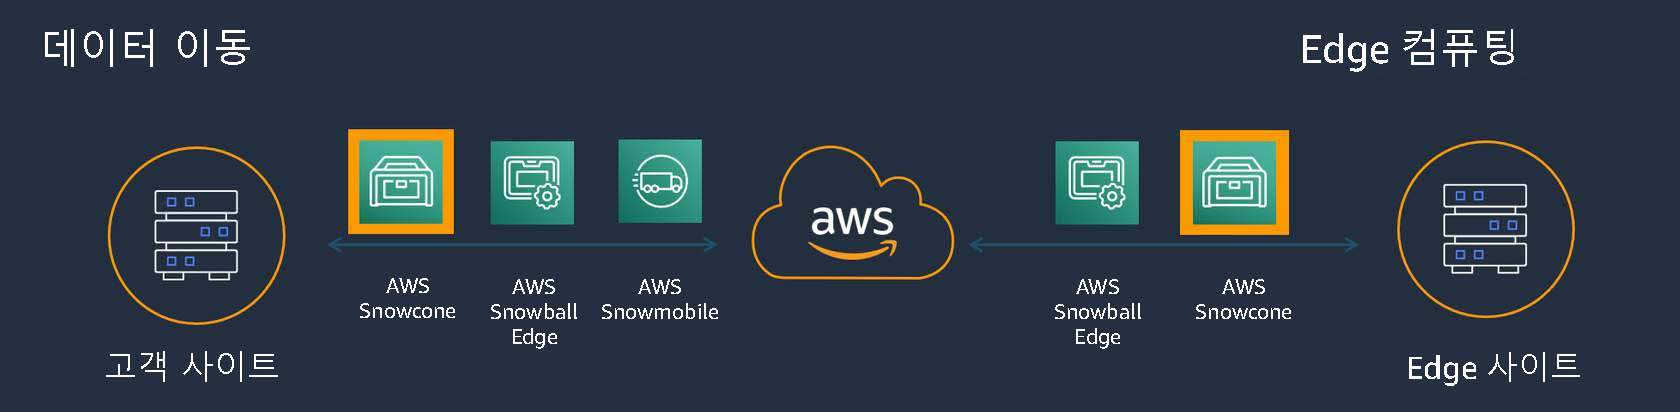 데이터 이동
Edge 컴퓨팅
aws
AWS
Snowcone
AWS
Snowball
Edge
AWS
Snowmobile
AWS
Snowball
Edge
AWS
Snowcone
고객 사이트
Edge 사이트